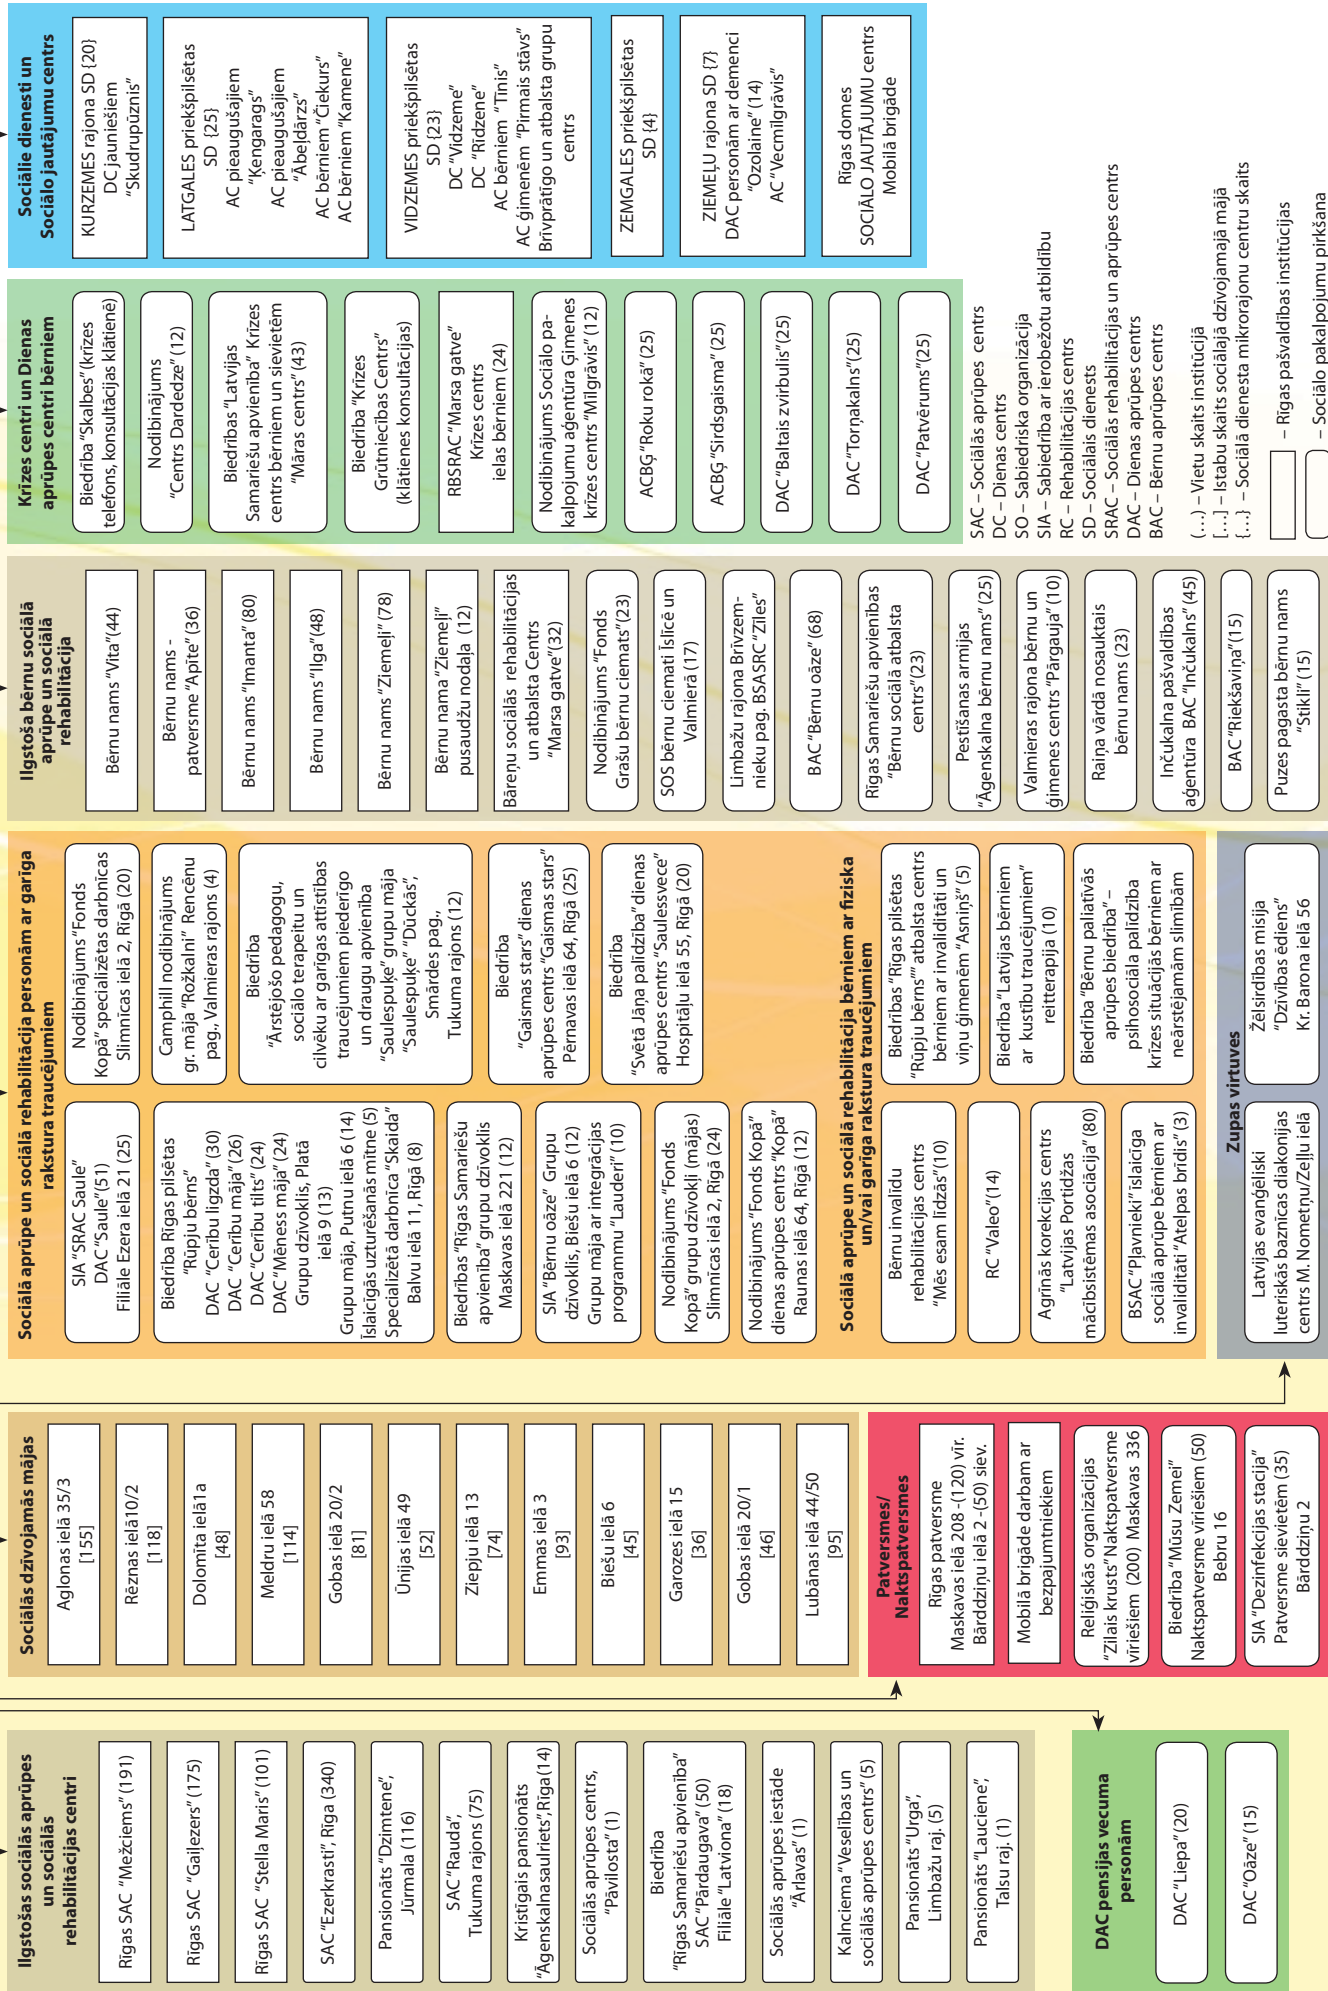 Ilgstošas sociālās aprūpes
un sociālās
rehabilitācijas centri
Rīgas SAC “Mežciems” (191)
Rīgas SAC “Gaiļezers” (175)
Rīgas SAC “Stella Maris” (101)
SAC “Ezerkrasti”, Rīga (340)
Pansionāts “Dzimtene”,
Jūrmala (116)
SAC “Rauda”,
Tukuma rajons (75)
Kristīgais pansionāts
“Āgenskalnasaulriets”,Rīga(14)
Sociālās aprūpes centrs,
“Pāvilosta” (1)
Biedrība
“Rīgas Samariešu apvienība”
SAC “Pārdaugava” (50)
Filiāle “Latviona” (18)
Sociālās aprūpes iestāde
“Ārlavas” (1)
Kalnciema “Veselības un
sociālās aprūpes centrs” (5)
Pansionāts “Urga”,
Limbažu raj. (5)
Pansionāts “Lauciene”,
Talsu raj. (1)
DAC pensijas vecuma
personām
DAC “Liepa” (20)
DAC “Oāze” (15)
Sociālās dzīvojamās mājas
Aglonas ielā 35/3
[155]
Rēznas ielā10/2
[118]
Dolomīta ielā1a
[48]
Meldru ielā 58
[114]
Gobas ielā 20/2
[81]
Ūnijas ielā 49
[52]
Ziepju ielā 13
[74]
Emmas ielā 3
[93]
Biešu ielā 6
[45]
Garozes ielā 15
[36]
Gobas ielā 20/1
[46]
Lubānas ielā 44/50
[95]
Patversmes/
Naktspatversmes
Rīgas patversme
Maskavas ielā 208 -(120) vīr.
Bārddziņu ielā 2 -(50) siev.
Mobilā brigāde darbam ar
bezpajumtniekiem
Reliģiskās organizācijas
“Zilais krusts” Naktspatversme
vīriešiem (200) Maskavas 336
Biedrība “Mūsu Zemei”
Naktspatversme vīriešiem (50)
Bebru 16
SIA “Dezinfekcijas stacija”
Patversme sievietēm (35)
Bārddziņu 2
Sociālā aprūpe un sociālā rehabilitācija personām ar garīga
rakstura traucējumiem
SIA “SRAC Saule”
DAC “Saule”(51)
Filiāle Ezera ielā 21 (25)
Biedrība Rīgas pilsētas
“Rūpju bērns”
DAC “Cerību ligzda” (30)
DAC “Cerību māja” (26)
DAC “Cerību tilts” (24)
DAC “Mēness māja” (24)
Grupu dzīvoklis, Platā
ielā 9 (13)
Grupu māja, Putnu ielā 6 (14)
Īslaicīgās uzturēšanās mītne (5)
Specializētā darbnīca “Skaida”
Balvu ielā 11, Rīgā (8)
Biedrības “Rīgas Samariešu
apvienība” grupu dzīvoklis
Maskavas ielā 221 (12)
SIA “Bērnu oāze” Grupu
dzīvoklis, Biešu ielā 6 (12)
Grupu māja ar integrācijas
programmu “Lauderi” (10)
Nodibinājums “Fonds
Kopā” grupu dzīvokļi (mājas)
Slimnīcas ielā 2, Rīgā (24)
Nodibinājums “Fonds Kopā”
dienas aprūpes centrs “Kopā”
Raunas ielā 64, Rīgā (12)
Nodibinājums“Fonds
Kopā” specializētas darbnīcas
Slimnīcas ielā 2, Rīgā (20)
Camphill nodibinājums
gr. māja “Rožkalni” Rencēnu
pag., Valmieras rajons (4)
Biedrība
“Ārstējošo pedagogu,
sociālo terapeitu un
cilvēku ar garīgas attīstības
traucējumiem piederīgo
un draugu apvienība
“Saulespuķe” grupu māja
“Saulespuķe” “Dūckās”,
Smārdes pag.,
Tukuma rajons (12)
Biedrība
“Gaismas stars” dienas
aprūpes centrs “Gaismas stars”
Pērnavas ielā 64, Rīgā (25)
Biedrība
“Svētā Jāņa palīdzība” dienas
aprūpes centrs “Saulessvece”
Hospitāļu ielā 55, Rīgā (20)
Sociālā aprūpe un sociālā rehabilitācija bērniem ar fiziska
un/vai garīga rakstura traucējumiem
Bērnu invalīdu
rehabilitācijas centrs
“Mēs esam līdzās”(10)
RC “Valeo”(14)
Agrīnās korekcijas centrs
“Latvijas Portidžas
mācībsistēmas asociācija” (80)
BSAC “Pļavnieki”īslaicīga
sociālā aprūpe bērniem ar
invaliditāti “Atelpas brīdis” (3)
Biedrības “Rīgas pilsētas
“Rūpju bērns”” atbalsta centrs
bērniem ar invaliditāti un
viņu ģimenēm “Asniņš” (5)
Biedrība “Latvijas bērniem
ar kustību traucējumiem”
reitterapija (10)
Biedrība “Bērnu paliatīvās
aprūpes biedrība” –
psihosociāla palīdzība
krīzes situācijās bērniem ar
neārstējamām slimībām
Zupas virtuves
Latvijas evaņģēliski
luteriskās baznīcas diakonijas
centrs M. Nometņu/Zeļļu ielā
Žēlsirdības misija
“Dzīvības ēdiens”
Kr. Barona ielā 56
Ilgstoša bērnu sociālā
aprūpe un sociālā
rehabilitācija
Bērnu nams “Vita”(44)
Bērnu nams -
patversme “Apīte” (36)
Bērnu nams “Imanta” (80)
Bērnu nams “Ilga”(48)
Bērnu nams “Ziemeļi” (78)
Bērnu nama “Ziemeļi”
pusaudžu nodaļa (12)
Bāreņu sociālās rehabilitācijas
un atbalsta Centrs
“Marsa gatve”(32)
Nodibinājums “Fonds
Grašu bērnu ciemats”(23)
SOS bērnu ciemati Īslīcē un
Valmierā (17)
Limbažu rajona Brīvzem-
nieku pag. BSASRC “Zīles”
BAC “Bērnu oāze” (68)
Rīgas Samariešu apvienības
“Bērnu sociālā atbalsta
centrs”(23)
Pestīšanas armijas
“Āgenskalna bērnu nams” (25)
Valmieras rajona bērnu un
ģimenes centrs “Pārgauja” (10)
Raiņa vārdā nosauktais
bērnu nams (23)
Inčukalna pašvaldības
aģentūra BAC “Inčukalns” (45)
BAC “Riekšaviņa”(15)
Puzes pagasta bērnu nams
“Stikli” (15)
Krīzes centri un Dienas
aprūpes centri bērniem
Biedrība “Skalbes” (krīzes
telefons, konsultācijas klātienē)
Nodibinājums
“Centrs Dardedze” (12)
Biedrības “Latvijas
Samariešu apvienība” Krīzes
centrs bērniem un sievietēm
“Māras centrs” (43)
Biedrība “Krīzes
Grūtniecības Centrs”
(klātienes konsultācijas)
RBSRAC “Marsa gatve”
Krīzes centrs
ielas bērniem (24)
Nodibinājums Sociālo pa-
kalpojumu aģentūra Ģimenes
krīzes centrs “Mīlgrāvis” (12)
ACBĢ “Roku rokā” (25)
ACBĢ “Sirdsgaisma” (25)
DAC “Baltais zvirbulis”(25)
DAC “Torņakalns”(25)
DAC “Patvērums”(25)
Sociālie dienesti un
Sociālo jautājumu centrs
KURZEMES rajona SD {20}
DC jauniešiem
“Skudrupūznis”
LATGALES priekšpilsētas
SD {25}
AC pieaugušajiem
“Ķengarags”
AC pieaugušajiem
“Ābeļdārzs”
AC bērniem “Čiekurs”
AC bērniem “Kamene”
VIDZEMES priekšpilsētas
SD {23}
DC “Vidzeme”
DC “Rīdzene”
AC bērniem “Tinis”
AC ģimenēm “Pirmais stāvs”
Brīvprātīgo un atbalsta grupu
centrs
ZEMGALES priekšpilsētas
SD {4}
ZIEMEĻU rajona SD {7}
DAC personām ar demenci
“Ozolaine” (14)
AC “Vecmīlgrāvis”
Rīgas domes
SOCIĀLO JAUTĀJUMU centrs
Mobilā brigāde
SAC – Sociālās aprūpes centrs
DC – Dienas centrs
SO – Sabiedriska organizācija
SIA – Sabiedrība ar ierobežotu atbildību
RC – Rehabilitācijas centrs
SD – Sociālais dienests
SRAC – Sociālās rehabilitācijas un aprūpes centrs
DAC – Dienas aprūpes centrs
BAC – Bērnu aprūpes centrs
(…) – Vietu skaits institūcijā
[…] – Istabu skaits sociālajā dzīvojamajā mājā
{…} – Sociālā dienesta mikrorajonu centru skaits
– Rīgas pašvaldības institūcijas
– Sociālo pakalpojumu pirkšana